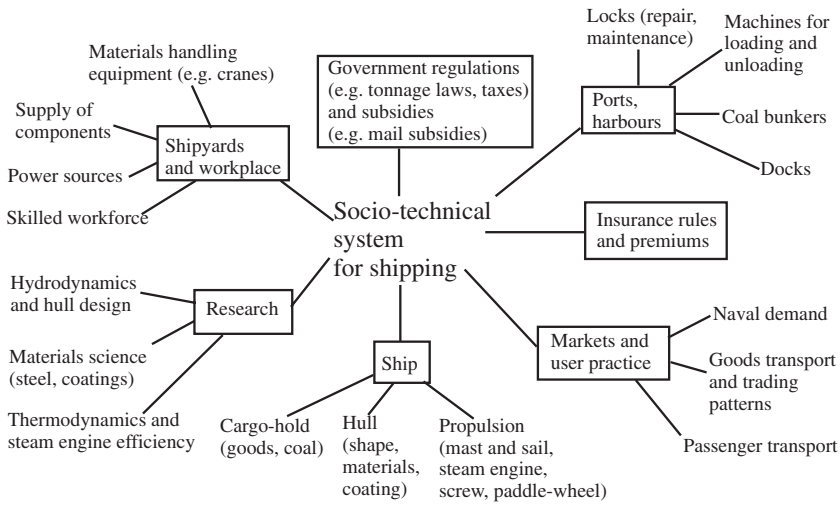 Locks (repair,
maintenance)
Machines for
loading and
unloading
Materials handling
equipment (e.g. cranes)
Government regulations
(e.g. tonnage laws, taxes)
and subsidies
(e.g. mail subsidies)
Ports,
harbours
Supply of
components
Coal bunkers
Shipyards
and workplace
Power sources
Docks
Skilled workforce
Socio-technical
system
for shipping
Insurance rules
and premiums
Hydrodynamics
and hull design
Research
Naval demand
Markets and
user practice
Materials science
(steel, coatings)
Ship
Goods transport
and trading
patterns
Thermodynamics and
steam engine efficiency
Cargo-hold
(goods, coal)
Hull
(shape,
materials,
coating)
Propulsion
(mast and sail,
steam engine,
screw, paddle-wheel)
Passenger transport